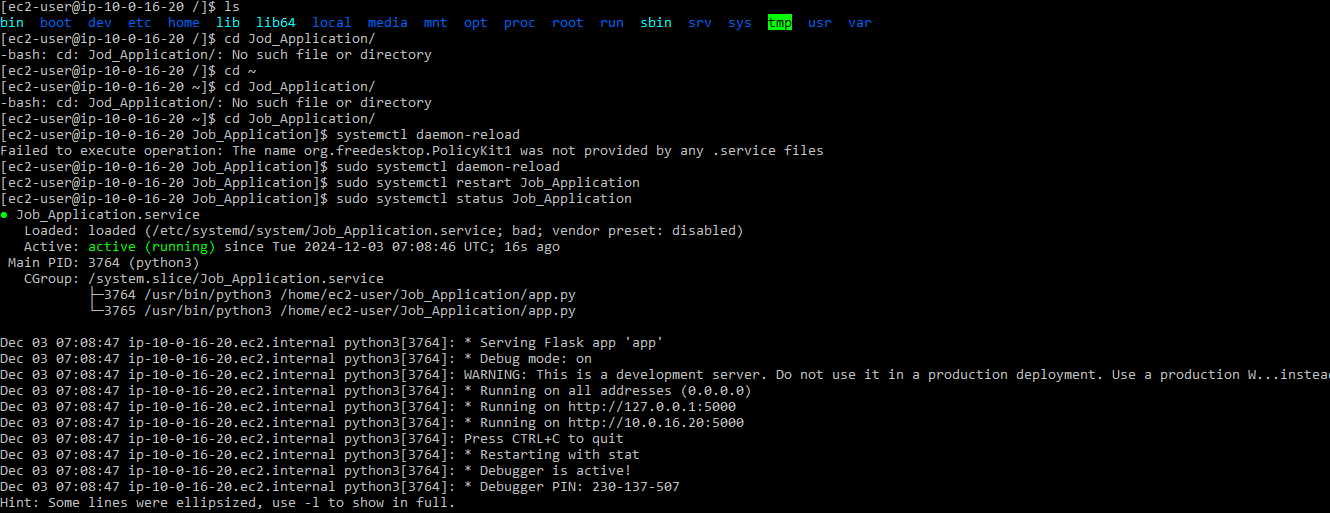 [ec2-user@ip-10-0-16-20 /]$ ls
bin boot dev etc home lib lib64 local media mnt opt proc root run sbin srv sys tmp usr var
[ec2-user@ip-10-0-16-20 /]$ cd Jod_Application/
-bash: cd: Jod_Application/: No such file or directory
[ec2-user@ip-10-0-16-20 /]$ cd ~
[ec2-user@ip-10-0-16-20 ~]$ cd Jod_Application/
-bash: cd: Jod_Application/: No such file or directory
[ec2-user@ip-10-0-16-20 ~]$ cd Job_Application/
[ec2-user@ip-10-0-16-20 Job_Application]$ systemctl daemon-reload
Failed to execute operation: The name org.freedesktop.PolicyKit1 was not provided by any .service files
[ec2-user@ip-10-0-16-20 Job_Application]$ sudo systemctl daemon-reload
[ec2-user@ip-10-0-16-20 Job_Application]$ sudo systemctl restart Job_Application
[ec2-user@ip-10-0-16-20 Job_Application]$ sudo systemctl status Job_Application
● Job_Application.service
Loaded: loaded (/etc/systemd/system/Job_Application.service; bad; vendor preset: disabled)
Active: active (running) since Tue 2024-12-03 07:08:46 UTC; 16s ago
Main PID: 3764 (python3)
CGroup: /system.slice/Job_Application.service
├─3764 /usr/bin/python3 /home/ec2-user/Job_Application/app.py
└─3765 /usr/bin/python3 /home/ec2-user/Job_Application/app.py
Dec 03 07:08:47 ip-10-0-16-20.ec2.internal python3[3764]: * Serving Flask app 'app'
Dec 03 07:08:47 ip-10-0-16-20.ec2.internal python3[3764]: * Debug mode: on
Dec 03 07:08:47 ip-10-0-16-20.ec2.internal python3[3764]: WARNING: This is a development server. Do not use it in a production deployment. Use a production W...instea
Dec 03 07:08:47 ip-10-0-16-20.ec2.internal python3[3764]: * Running on all addresses (0.0.0.0)
Dec 03 07:08:47 ip-10-0-16-20.ec2.internal python3[3764]: * Running on http://127.0.0.1:5000
Dec 03 07:08:47 ip-10-0-16-20.ec2.internal python3[3764]: * Running on http://10.0.16.20:5000
Dec 03 07:08:47 ip-10-0-16-20.ec2.internal python3[3764]: Press CTRL+C to quit
Dec 03 07:08:47 ip-10-0-16-20.ec2.internal python3[3764]: * Restarting with stat
Dec 03 07:08:47 ip-10-0-16-20.ec2.internal python3[3764]: * Debugger is active!
Dec 03 07:08:47 ip-10-0-16-20.ec2.internal python3[3764]: * Debugger PIN: 230-137-507
Hint: Some lines were ellipsized, use -l to show in full.